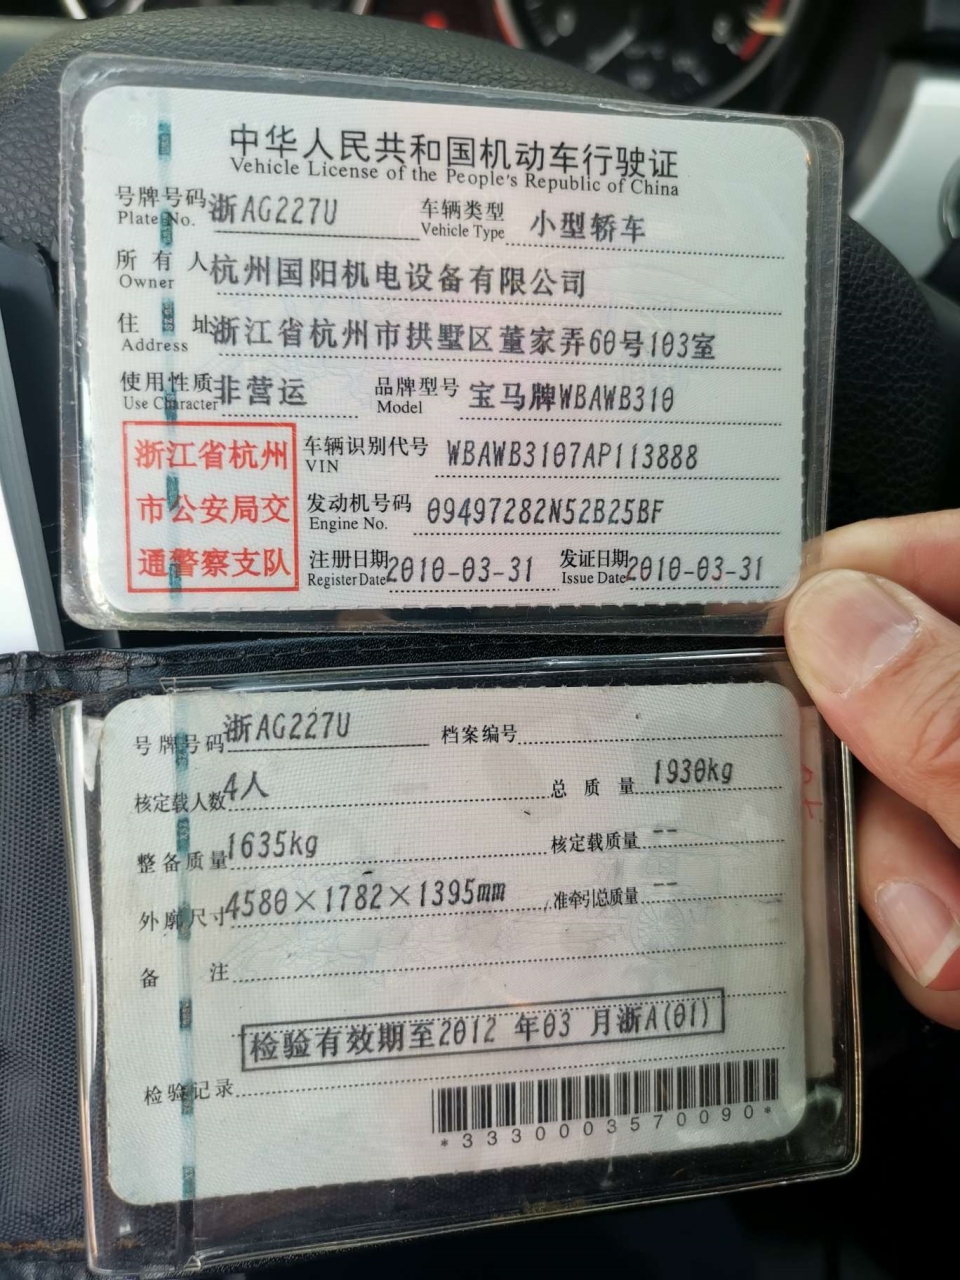 中华人民共和国机动车行驶证
Vehicle License of the People's Republic of China
号牌号码 浙AG227U 车辆类型 小型轿车
Plate No. Vehicle Type
所有人 杭州国阳机电设备有限公司
Owner
住址 浙江省杭州市拱墅区董家弄60号103室
Address
使用性质 非营运 品牌型号 宝马牌WBAWB310
Use Character Model
浙江省杭州
市公安局交
通警察支队
车辆识别代号 WBAWB3107AP113888
VIN
发动机号码 09497282N52B25BF
Engine No.
注册日期 2010-03-31 发证日期 2010-03-31
Register Date Issue Date
号牌号码 浙AG227U 档案编号
核定载人数 4人 总质量 1930kg
整备质量 1635kg 核定载质量 --
外廓尺寸 4580×1782×1395mm 准牵引总质量 --
备注
检验有效期至2012 年03 月浙A(01)
检验记录
*3330003570090*